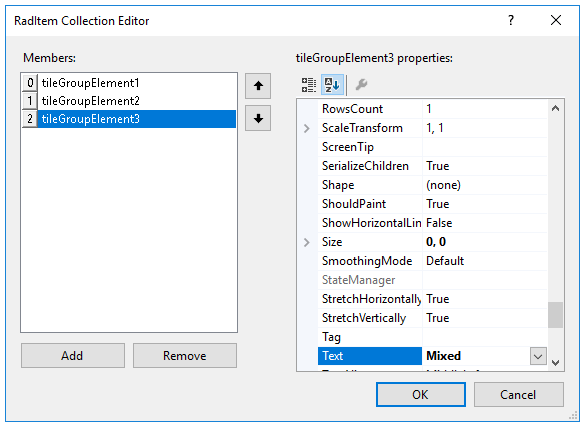 RadItem Collection Editor
Members:
0 tileGroupElement1
1 tileGroupElement2
2 tileGroupElement3
Add
Remove
tileGroupElement3 properties:
RowsCount 1
ScaleTransform 1, 1
ScreenTip
SerializeChildren True
Shape (none)
ShouldPaint True
ShowHorizontalLin False
Size 0, 0
SmoothingMode Default
StateManager
StretchHorizontally True
StretchVertically True
Tag
Text Mixed
OK
Cancel